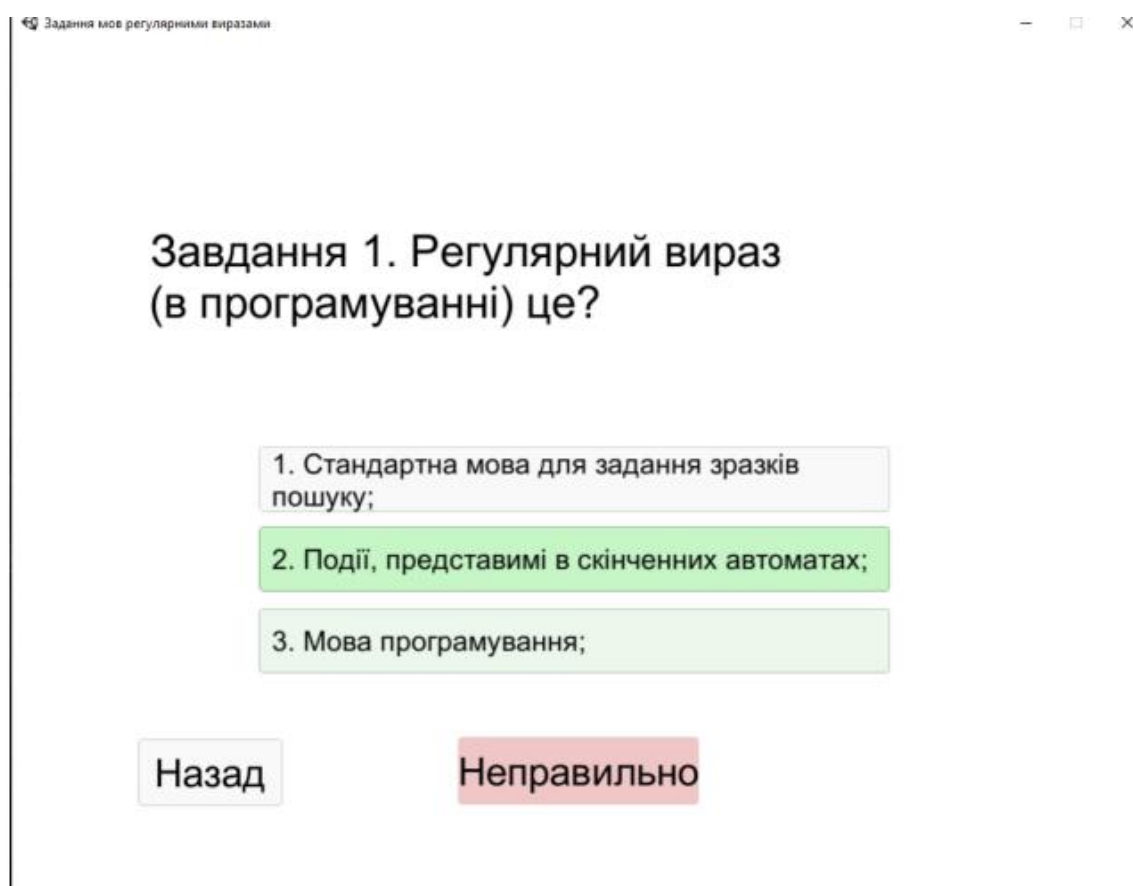 Задання мов регулярними виразами
Завдання 1. Регулярний вираз
(в програмуванні) це?
1. Стандартна мова для задання зразків
пошуку;
2. Події, представимі в скінченних автоматах;
3. Мова програмування;
Назад
Неправильно